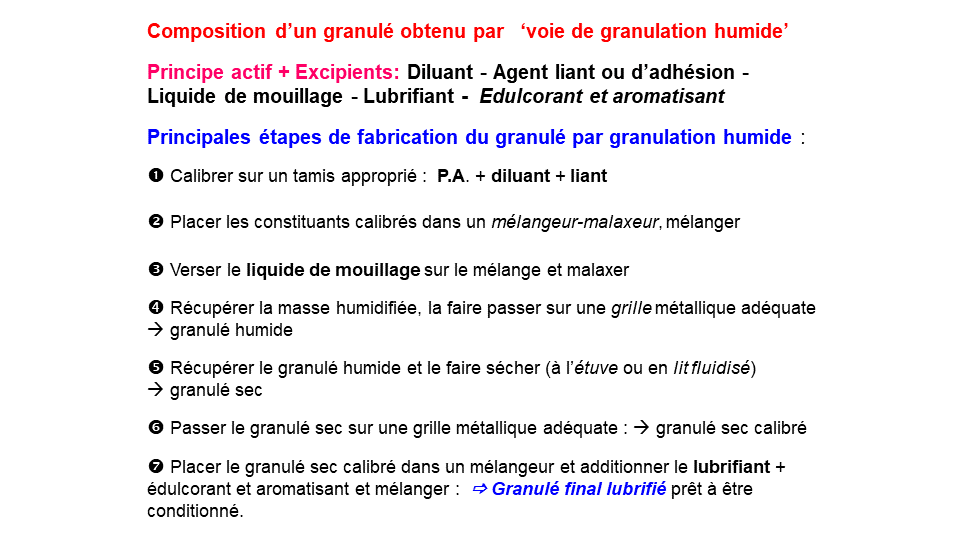 Composition d’un granulé obtenu par ‘voie de granulation humide’
Principe actif + Excipients: Diluant - Agent liant ou d’adhésion -
Liquide de mouillage - Lubrifiant - Edulcorant et aromatisant
Principales étapes de fabrication du granulé par granulation humide :
❶ Calibrer sur un tamis approprié : P.A. + diluant + liant
❷ Placer les constituants calibrés dans un mélangeur-malaxeur, mélanger
❸ Verser le liquide de mouillage sur le mélange et malaxer
❹ Récupérer la masse humidifiée, la faire passer sur une grille métallique adéquate
→ granulé humide
❺ Récupérer le granulé humide et le faire sécher (à l’étuve ou en lit fluidisé)
→ granulé sec
❻ Passer le granulé sec sur une grille métallique adéquate : → granulé sec calibré
❼ Placer le granulé sec calibré dans un mélangeur et additionner le lubrifiant +
édulcorant et aromatisant et mélanger : ⇨ Granulé final lubrifié prêt à être
conditionné.